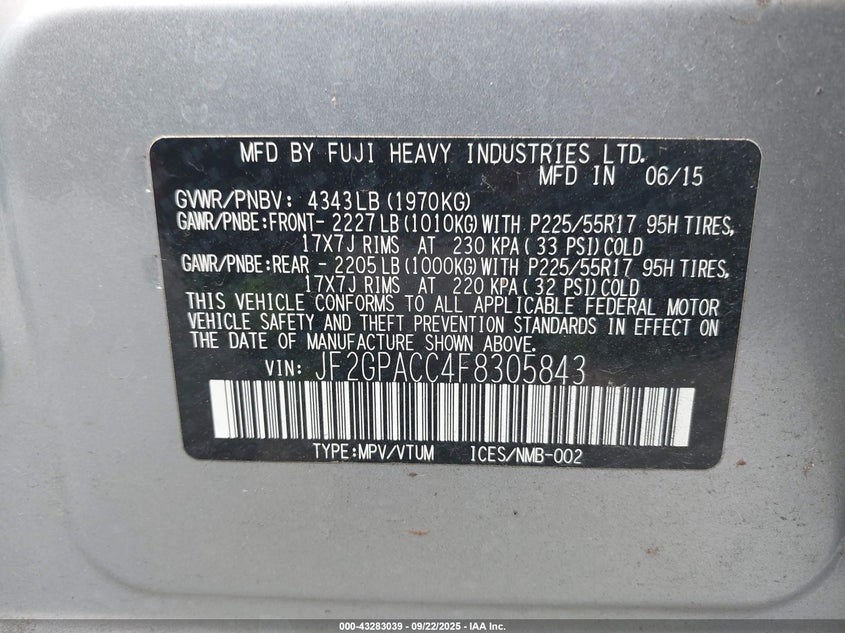 MFD BY FUJI HEAVY INDUSTRIES LTD.
MFD IN 06/15
GVWR/PNBV: 4343LB (1970KG)
GAWR/PNBE:FRONT- 2227LB (1010KG) WITH P225/55R17 95H TIRES,
17X7J RIMS AT 230 KPA (33 PSI) COLD
GAWR/PNBE:REAR - 2205LB (1000KG) WITH P225/55R17 95H TIRES,
17X7J RIMS AT 220 KPA (32 PSI) COLD
THIS VEHICLE CONFORMS TO ALL APPLICABLE FEDERAL MOTOR
VEHICLE SAFETY AND THEFT PREVENTION STANDARDS IN EFFECT ON
THE DATE OF MANUFACTURE SHOWN ABOVE.
VIN: JF2GPACC4F8305843
TYPE:MPV/VTUM ICES/NMB-002
000-43283039 - 09/22/2025 - IAA Inc.